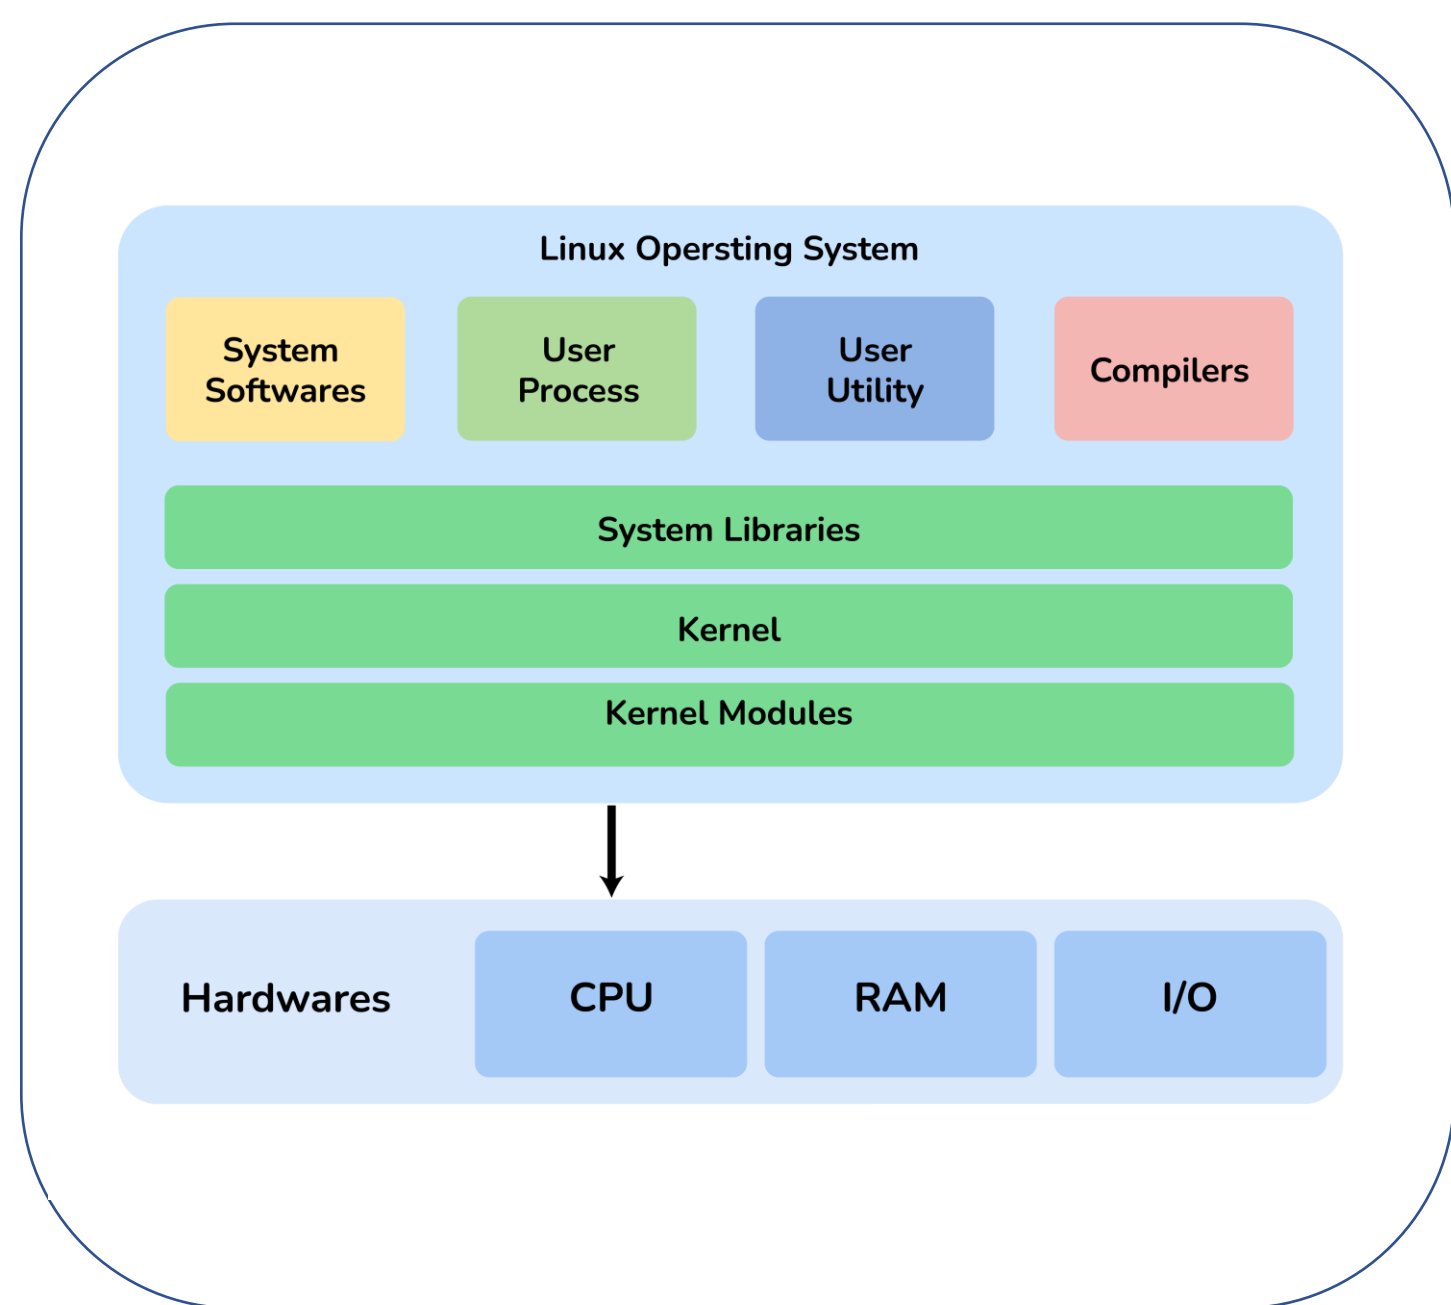 Linux Opersting System
System
Softwares
User
Process
User
Utility
Compilers
System Libraries
Kernel
Kernel Modules
Hardwares
CPU
RAM
I/O